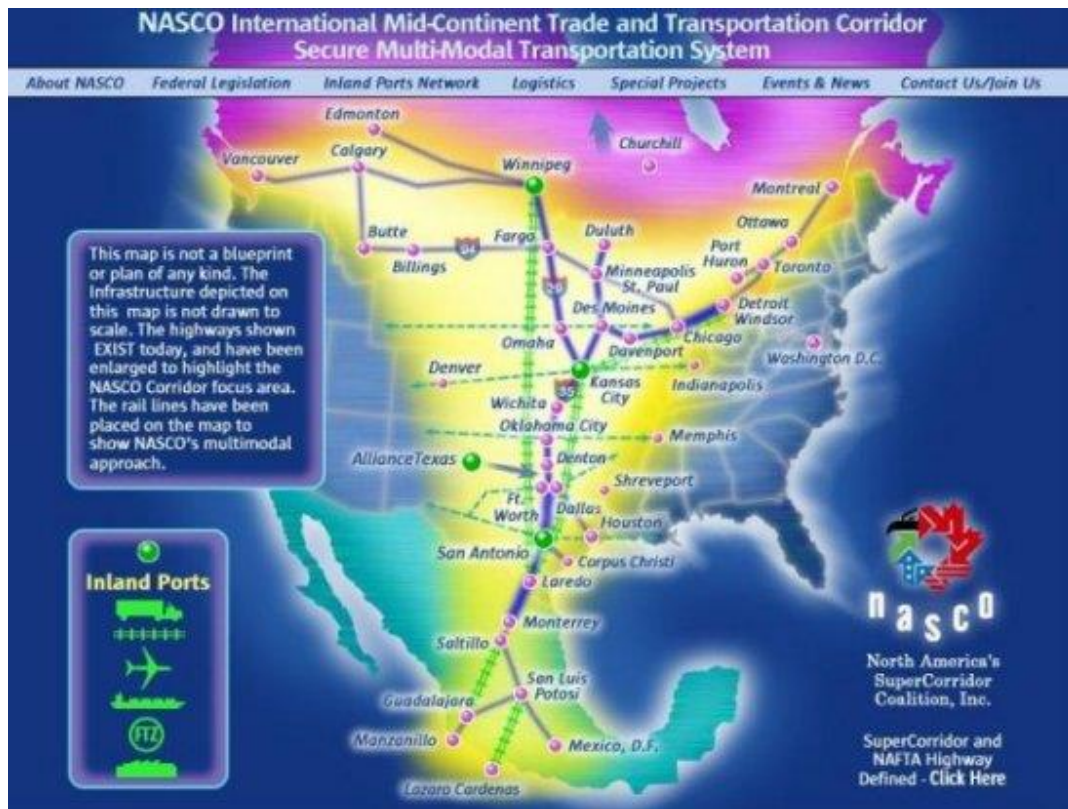 NASCO International Mid-Continent Trade and Transportation Corridor
Secure Multi-Modal Transportation System
About NASCO Federal Legislation Inland Ports Network Logistics Special Projects Events & News Contact Us/Join Us
Edmonton
Vancouver
Calgary
Winnipeg
Churchill
Montreal
Ottawa
Port
Huron
Toronto
Butte
Billings
94
Fargo
Duluth
Minneapolis
St. Paul
29
Des Moines
Detroit
Windsor
Omaha
Davenport
Chicago
Washington D.C.
Denver
Kansas
City
Indianapolis
35
Wichita
Oklahoma City
Memphis
Alliance Texas
Denton
Shreveport
Ft.
Worth
Dallas
Houston
San Antonio
Corpus Christi
Laredo
Monterrey
Saltillo
San Luis
Potosi
Guadalajara
Manzanillo
Mexico, D.F.
Lazaro Cardenas
This map is not a blueprint
or plan of any kind. The
Infrastructure depicted on
this map is not drawn to
scale. The highways shown
EXIST today, and have been
enlarged to highlight the
NASCO Corridor focus area.
The rail lines have been
placed on the map to
show NASCO's multimodal
approach.
Inland Ports
FTZ
nasco
North America's
SuperCorridor
Coalition, Inc.
SuperCorridor and
NAFTA Highway
Defined - Click Here